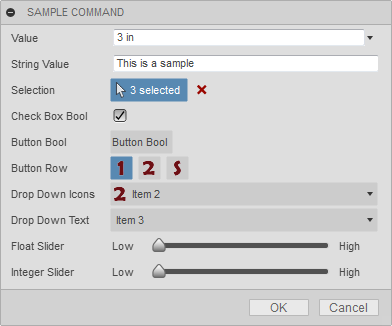 SAMPLE COMMAND
Value 3 in
String Value This is a sample
Selection 3 selected
Check Box Bool
Button Bool Button Bool
Button Row 1 2 S
Drop Down Icons 2 Item 2
Drop Down Text Item 3
Float Slider Low High
Integer Slider Low High
OK Cancel